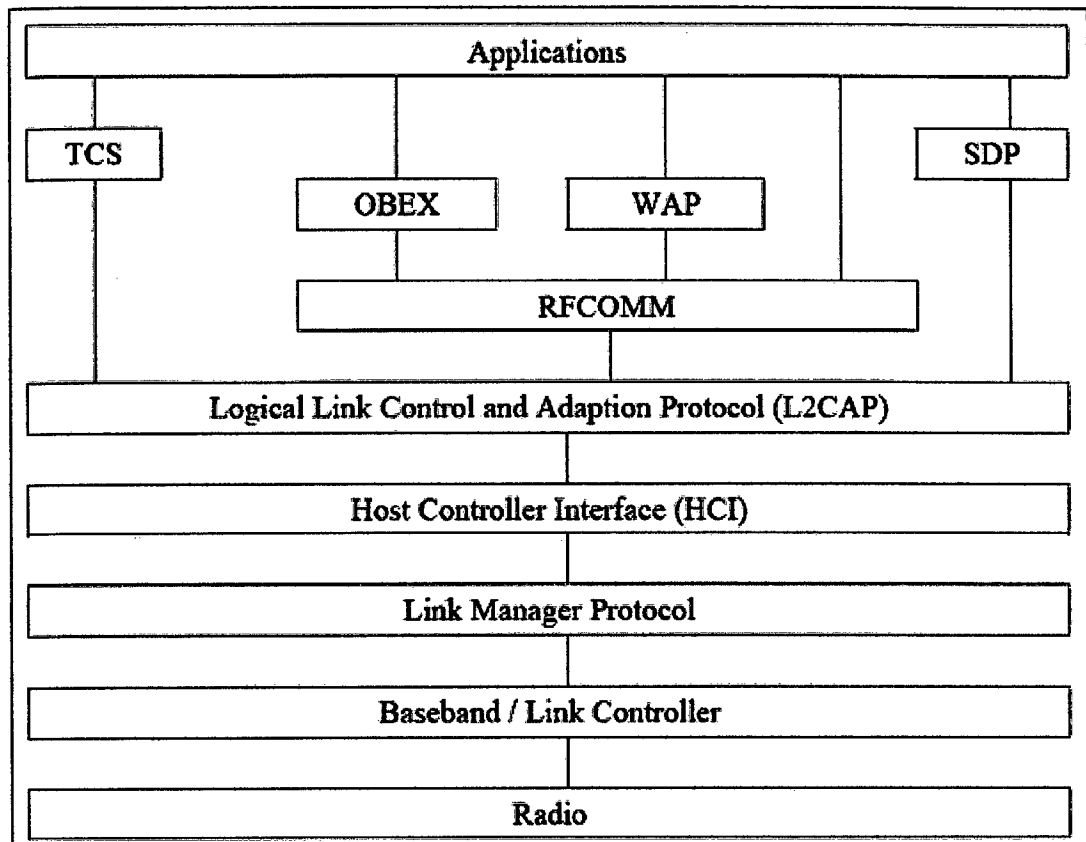 Applications
TCS
SDP
OBEX
WAP
RFCOMM
Logical Link Control and Adaption Protocol (L2CAP)
Host Controller Interface (HCI)
Link Manager Protocol
Baseband / Link Controller
Radio